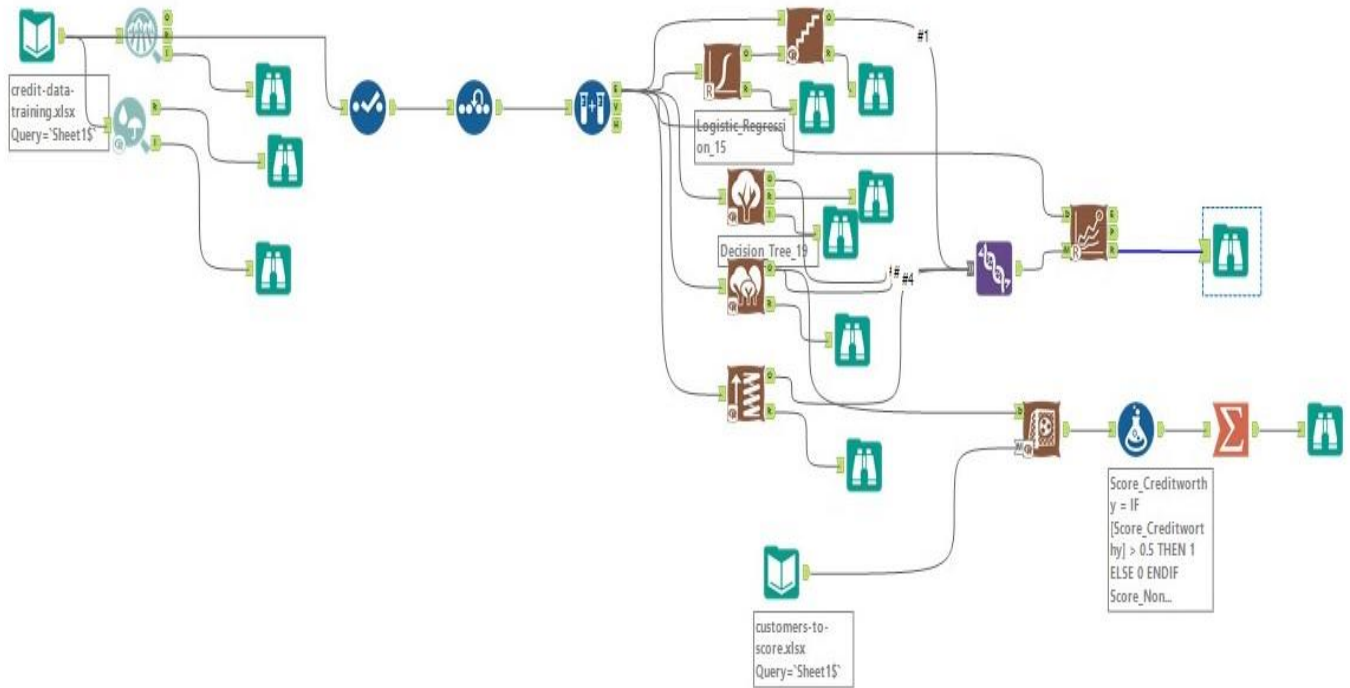 credit-data-
training.xlsx
Query=`Sheet1$`
#1
Logistic_Regressi
on_15
Decision_Tree_19
#4
Score_Creditworth
y = IF
[Score_Creditwort
hy] > 0.5 THEN 1
ELSE 0 ENDIF
Score_Non...
customers-to-
score.xlsx
Query=`Sheet1$`